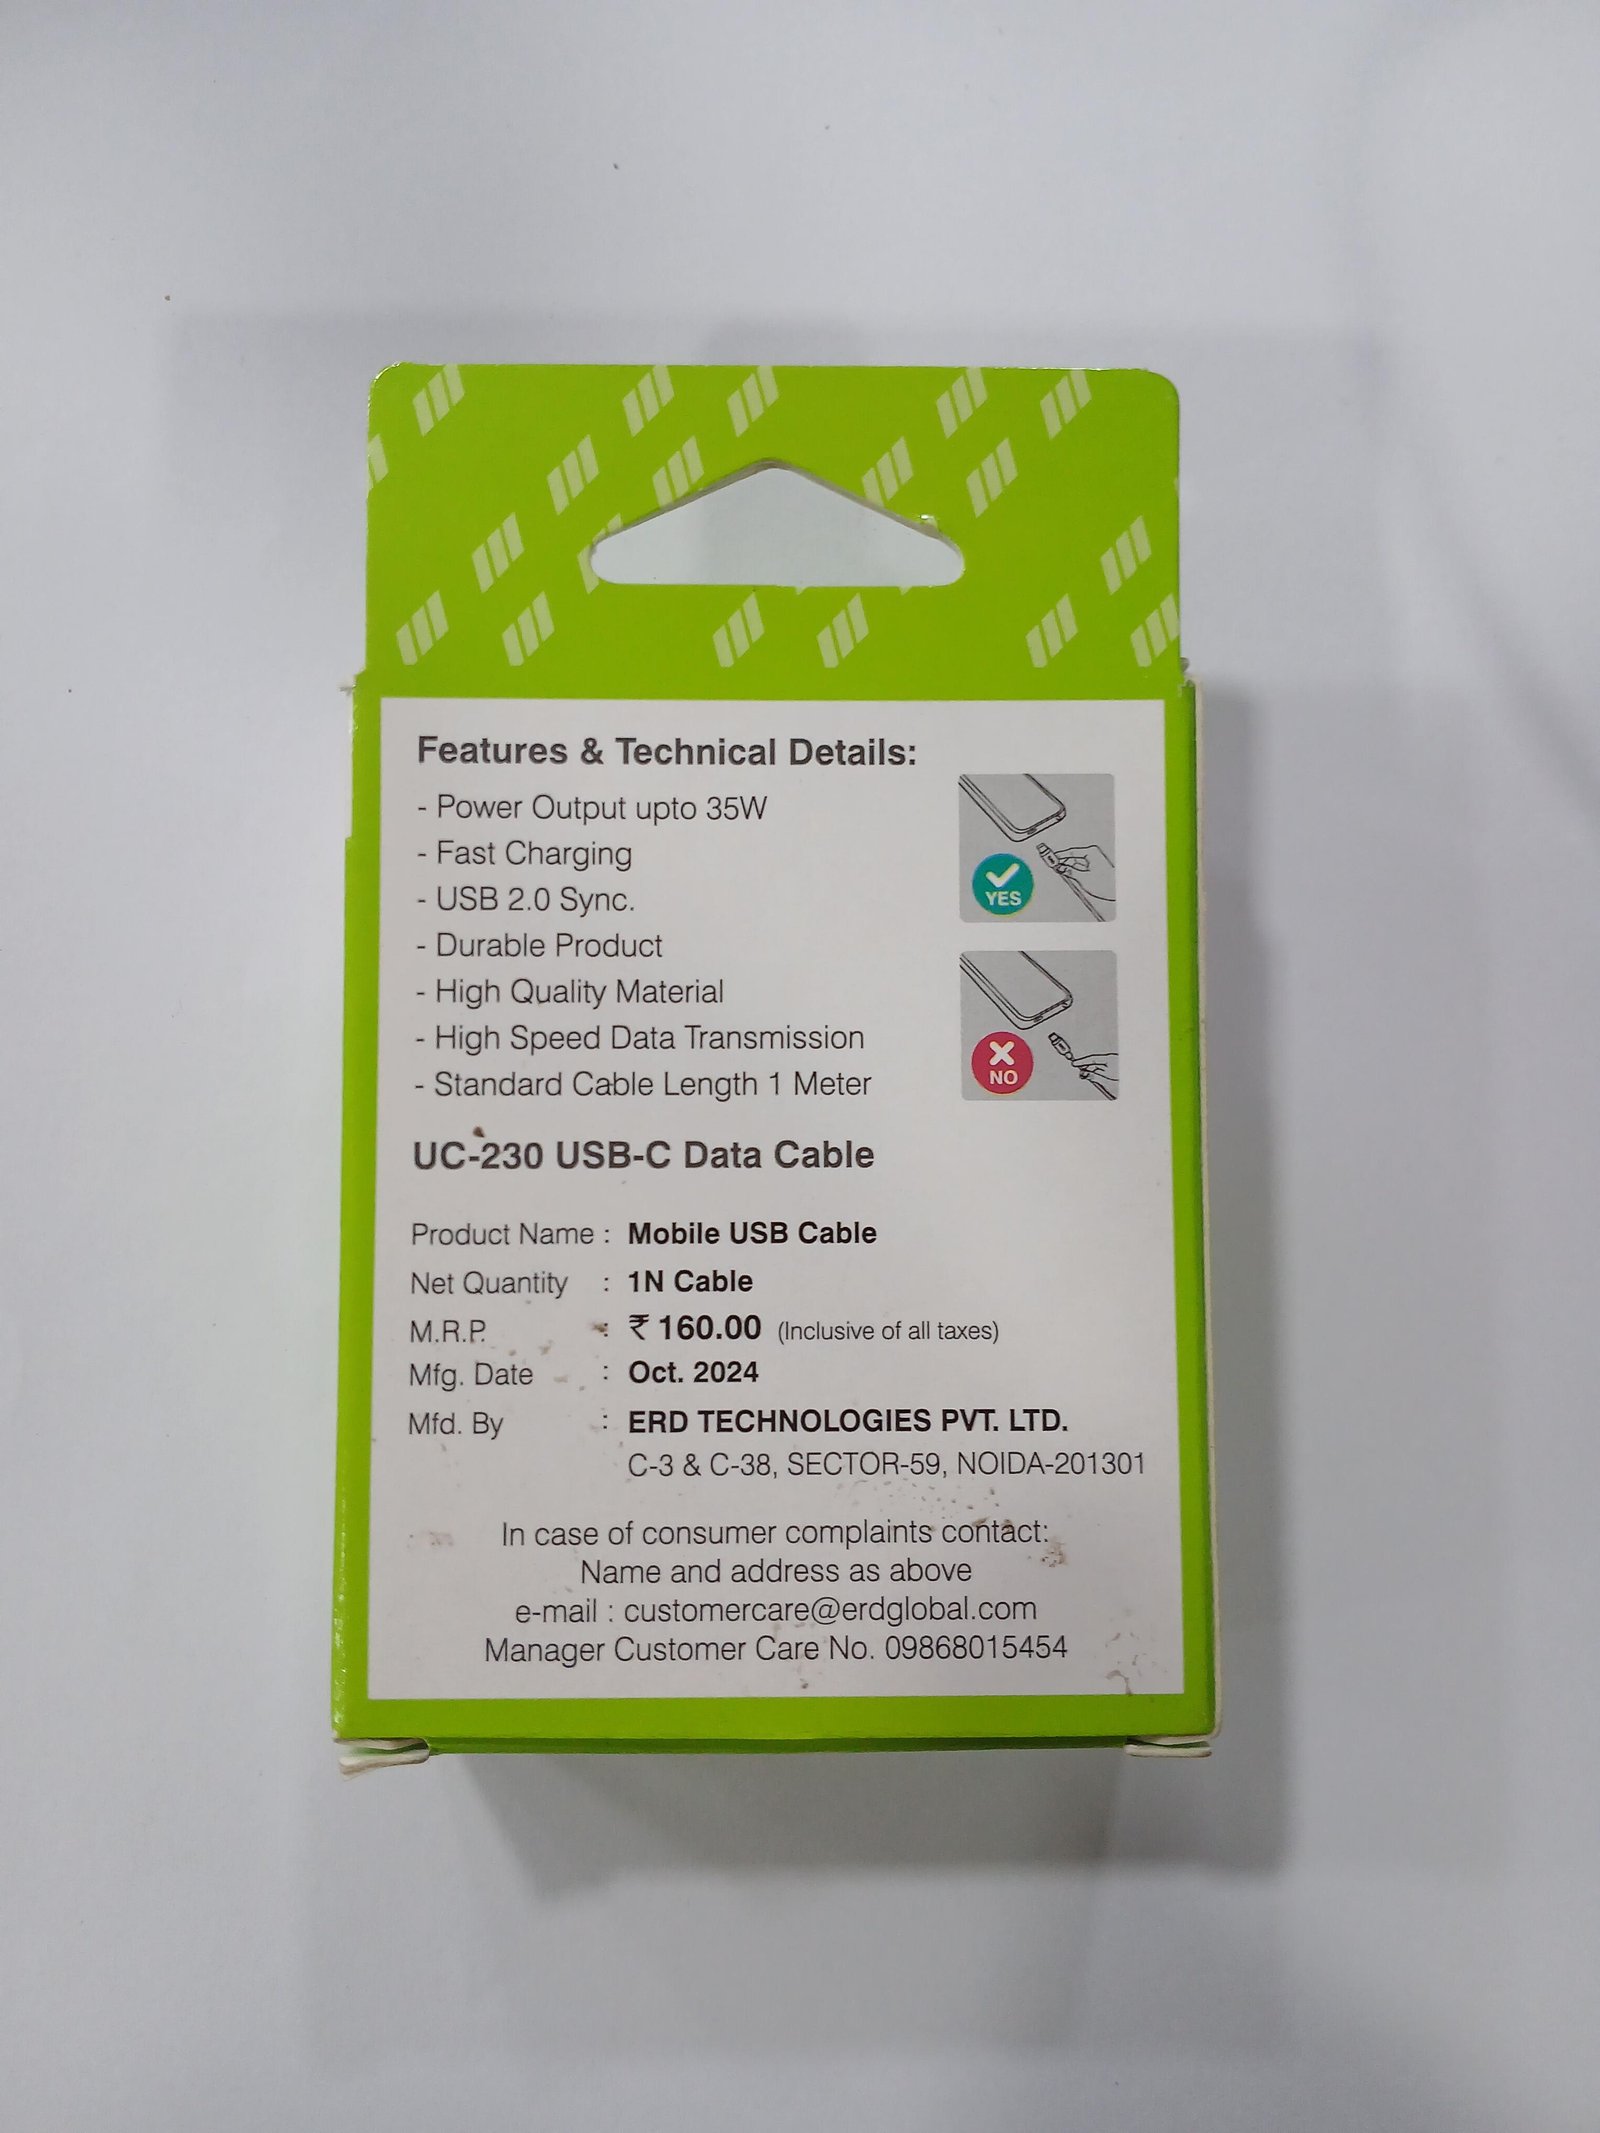 Features & Technical Details:
- Power Output upto 35W
- Fast Charging
- USB 2.0 Sync.
- Durable Product
- High Quality Material
- High Speed Data Transmission
- Standard Cable Length 1 Meter
YES
NO
UC-230 USB-C Data Cable
Product Name : Mobile USB Cable
Net Quantity : 1N Cable
M.R.P. : ₹ 160.00 (Inclusive of all taxes)
Mfg. Date : Oct. 2024
Mfd. By : ERD TECHNOLOGIES PVT. LTD.
C-3 & C-38, SECTOR-59, NOIDA-201301
In case of consumer complaints contact:
Name and address as above
e-mail : customercare@erdglobal.com
Manager Customer Care No. 09868015454